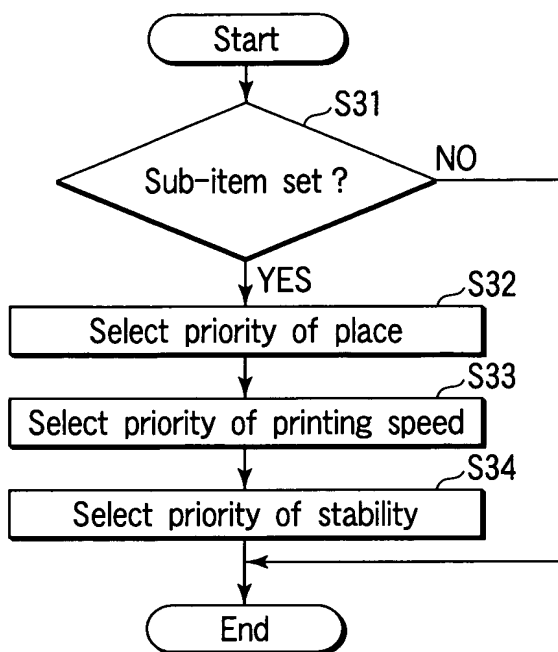 Start
S31
Sub-item set?
NO
YES
S32
Select priority of place
S33
Select priority of printing speed
S34
Select priority of stability
End